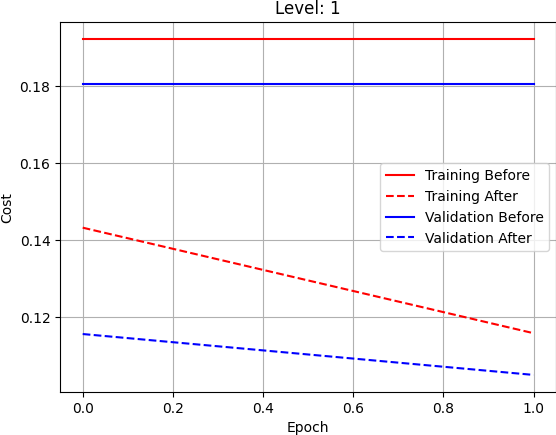 Level: 1
Cost
0.18
0.16
0.14
0.12
Training Before
Training After
Validation Before
Validation After
0.0 0.2 0.4 0.6 0.8 1.0
Epoch